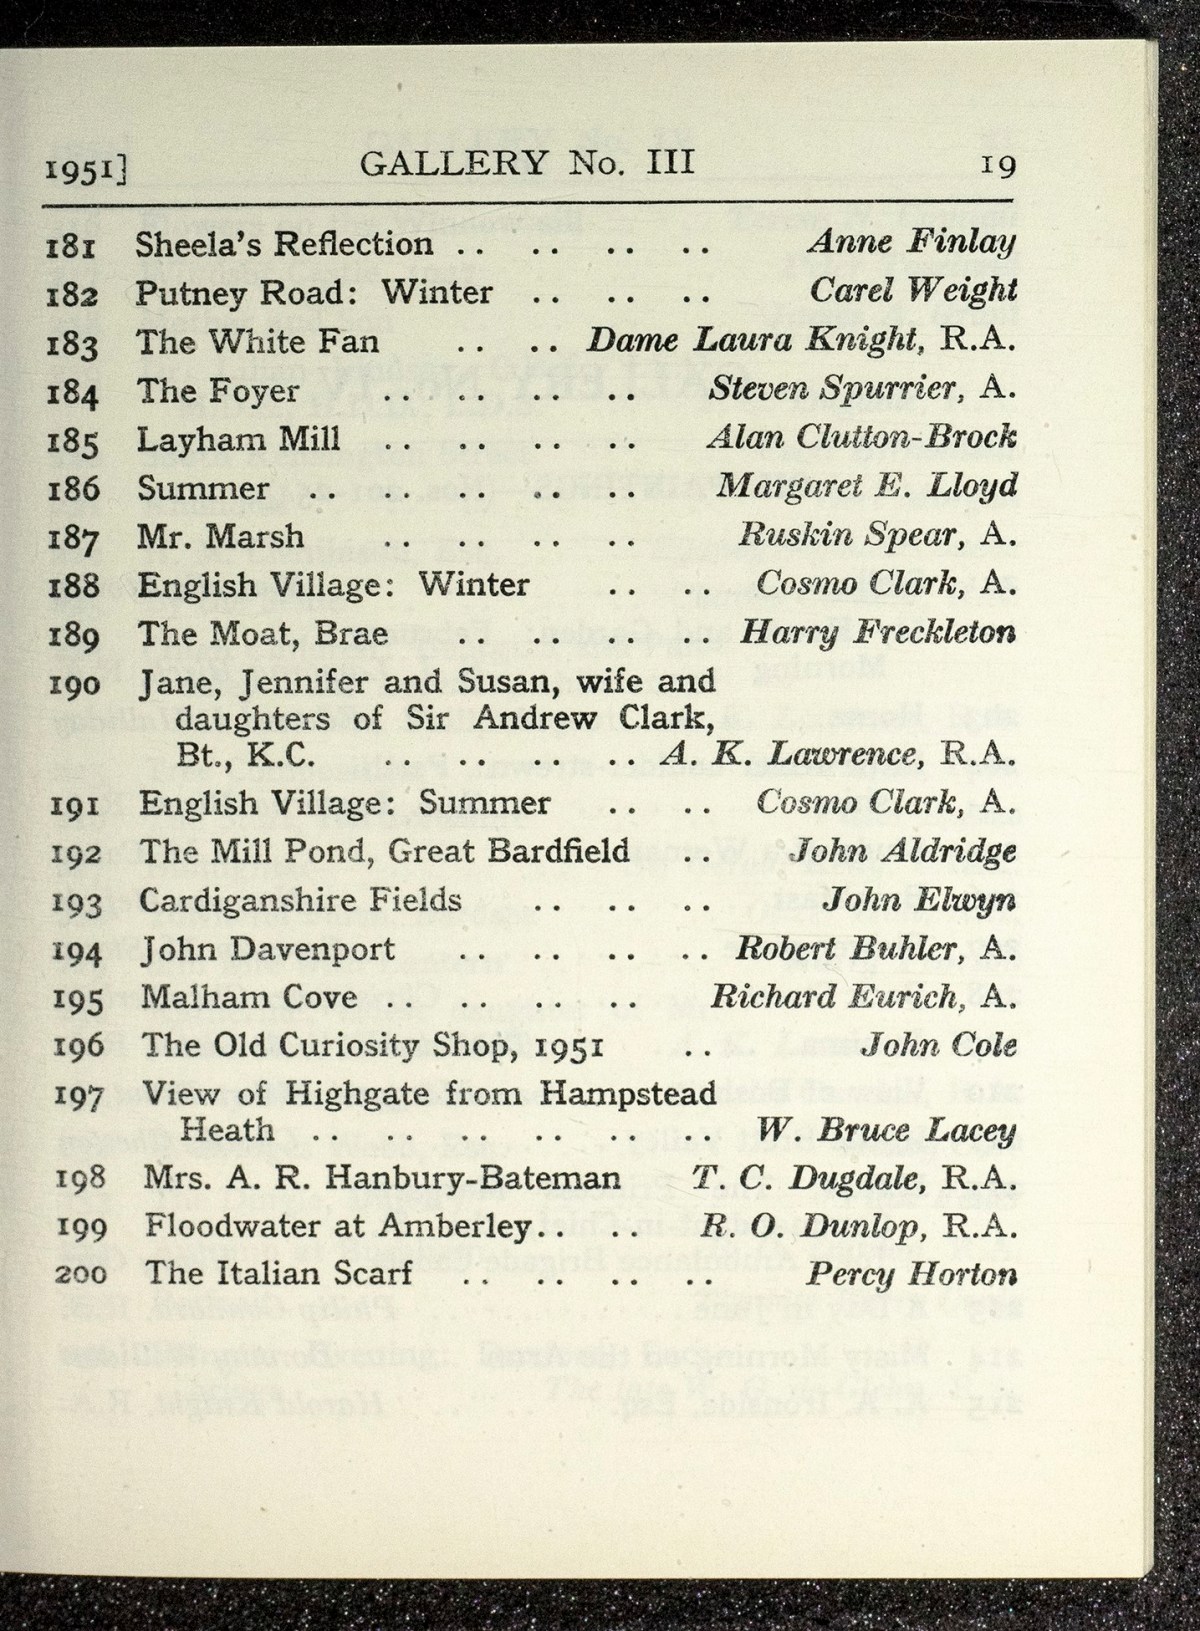 1951] GALLERY No. III 19
181 Sheela's Reflection .. .. .. .. Anne Finlay
182 Putney Road: Winter .. .. .. Carel Weight
183 The White Fan .. .. Dame Laura Knight, R.A.
184 The Foyer .. .. .. .. Steven Spurrier, A.
185 Layham Mill .. .. .. .. Alan Clutton-Brock
186 Summer .. .. .. .. .. Margaret E. Lloyd
187 Mr. Marsh .. .. .. .. Ruskin Spear, A.
188 English Village: Winter .. .. Cosmo Clark, A.
189 The Moat, Brae .. .. .. .. Harry Freckleton
190 Jane, Jennifer and Susan, wife and
daughters of Sir Andrew Clark,
Bt., K.C. .. .. .. .. A. K. Lawrence, R.A.
191 English Village: Summer .. .. Cosmo Clark, A.
192 The Mill Pond, Great Bardfield .. John Aldridge
193 Cardiganshire Fields .. .. .. John Elwyn
194 John Davenport .. .. .. .. Robert Buhler, A.
195 Malham Cove .. .. .. .. Richard Eurich, A.
196 The Old Curiosity Shop, 1951 .. John Cole
197 View of Highgate from Hampstead
Heath .. .. .. .. .. .. W. Bruce Lacey
198 Mrs. A. R. Hanbury-Bateman T. C. Dugdale, R.A.
199 Floodwater at Amberley.. .. R. O. Dunlop, R.A.
200 The Italian Scarf .. .. .. .. Percy Horton